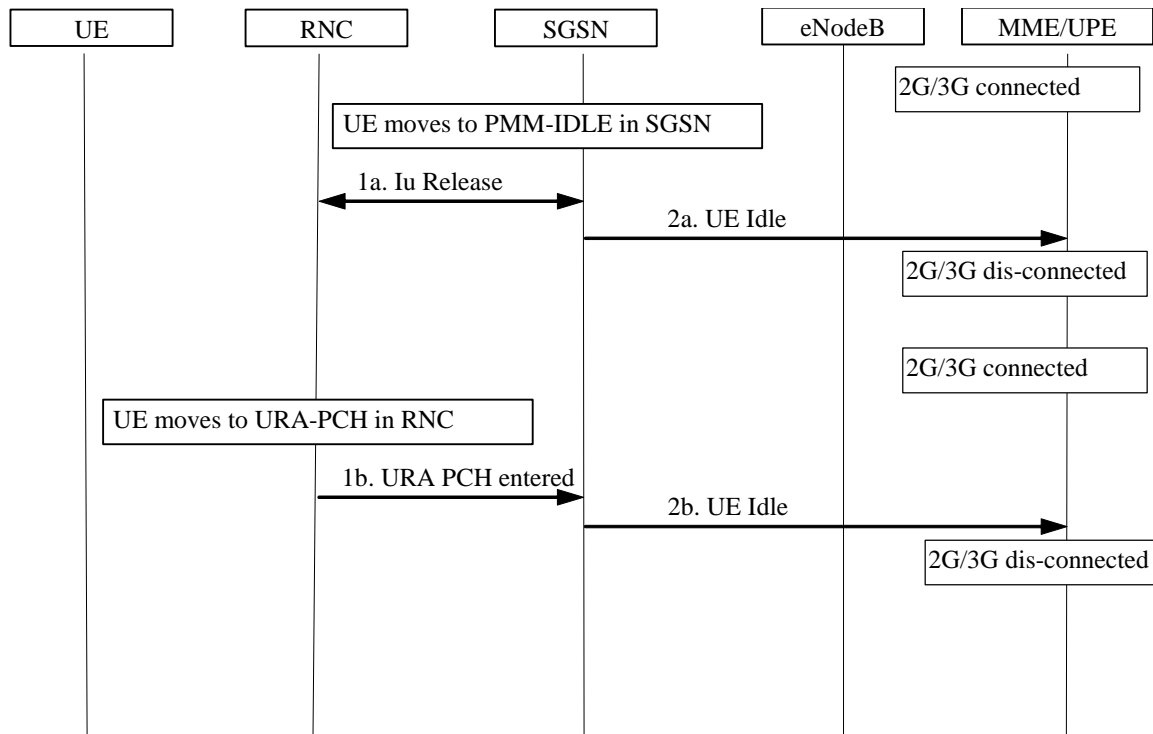 UE
RNC
SGSN
eNodeB
MME/UPE
2G/3G connected
UE moves to PMM-IDLE in SGSN
1a. Iu Release
2a. UE Idle
2G/3G dis-connected
2G/3G connected
UE moves to URA-PCH in RNC
1b. URA PCH entered
2b. UE Idle
2G/3G dis-connected